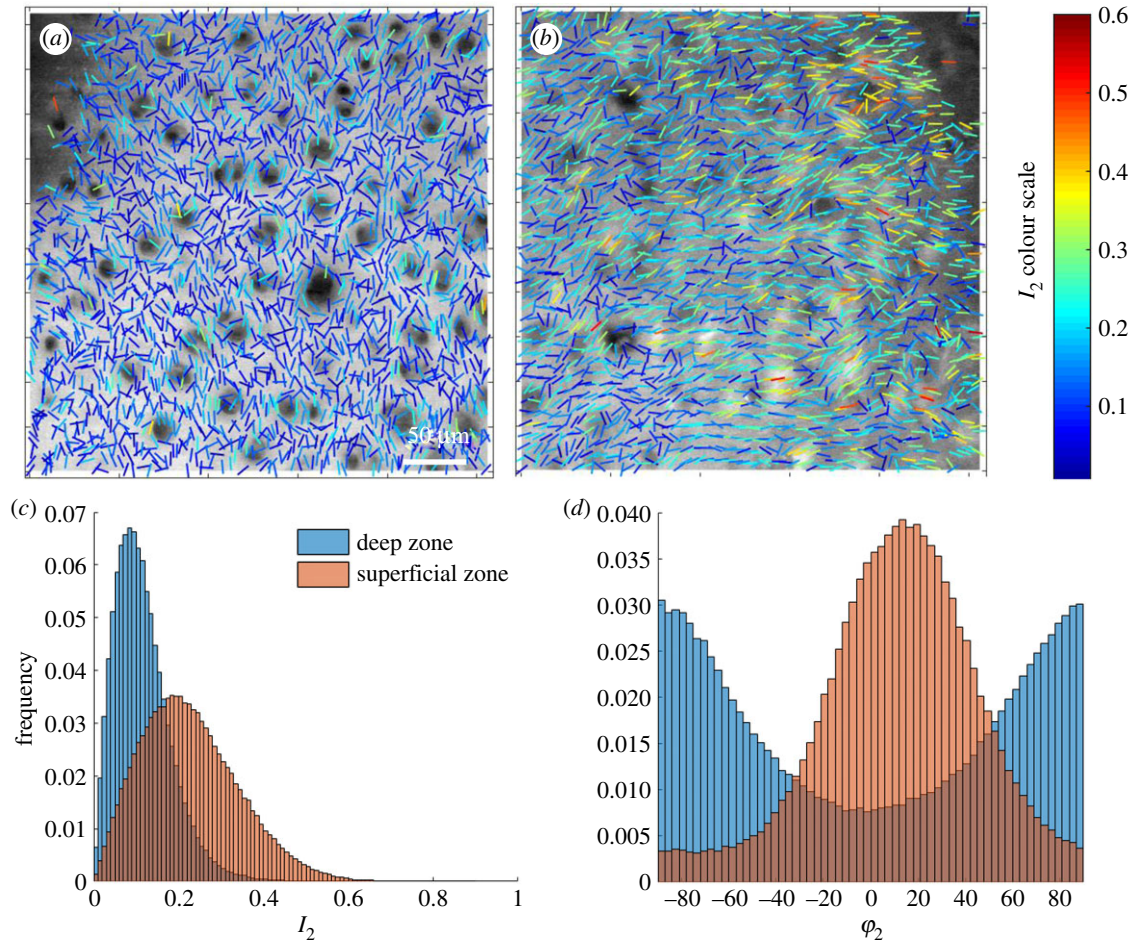 (a)
(b)
50 µm
0.6
0.5
0.4
0.3
0.2
0.1
I2 colour scale
(c)
0.07
0.06
0.05
0.04
0.03
0.02
0.01
0
frequency
deep zone
superficial zone
0 0.2 0.4 0.6 0.8 1
I2
(d)
0.040
0.035
0.030
0.025
0.020
0.015
0.010
0.005
0
−80 −60 −40 −20 0 20 40 60 80
φ2